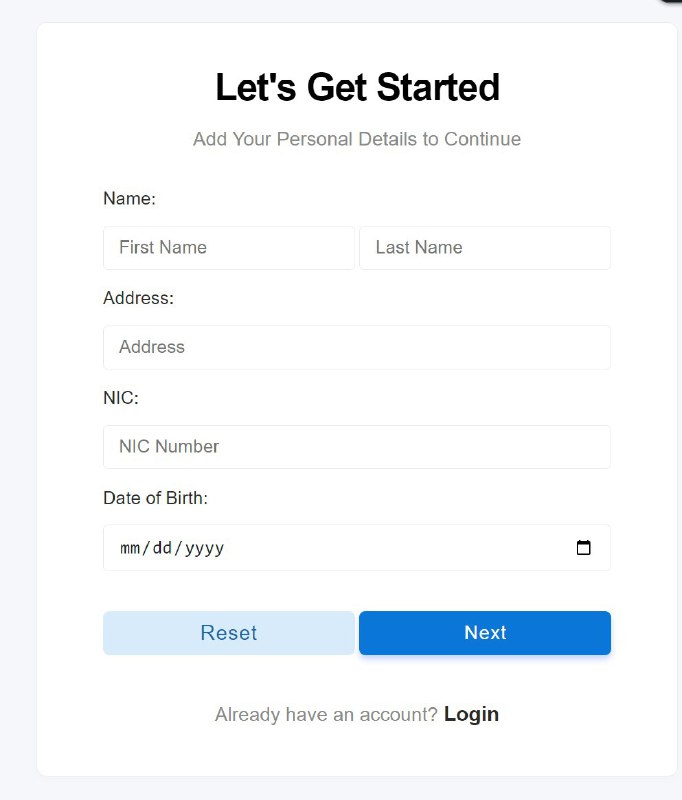 Let's Get Started
Add Your Personal Details to Continue
Name:
First Name Last Name
Address:
Address
NIC:
NIC Number
Date of Birth:
mm/dd/yyyy
Reset Next
Already have an account? Login